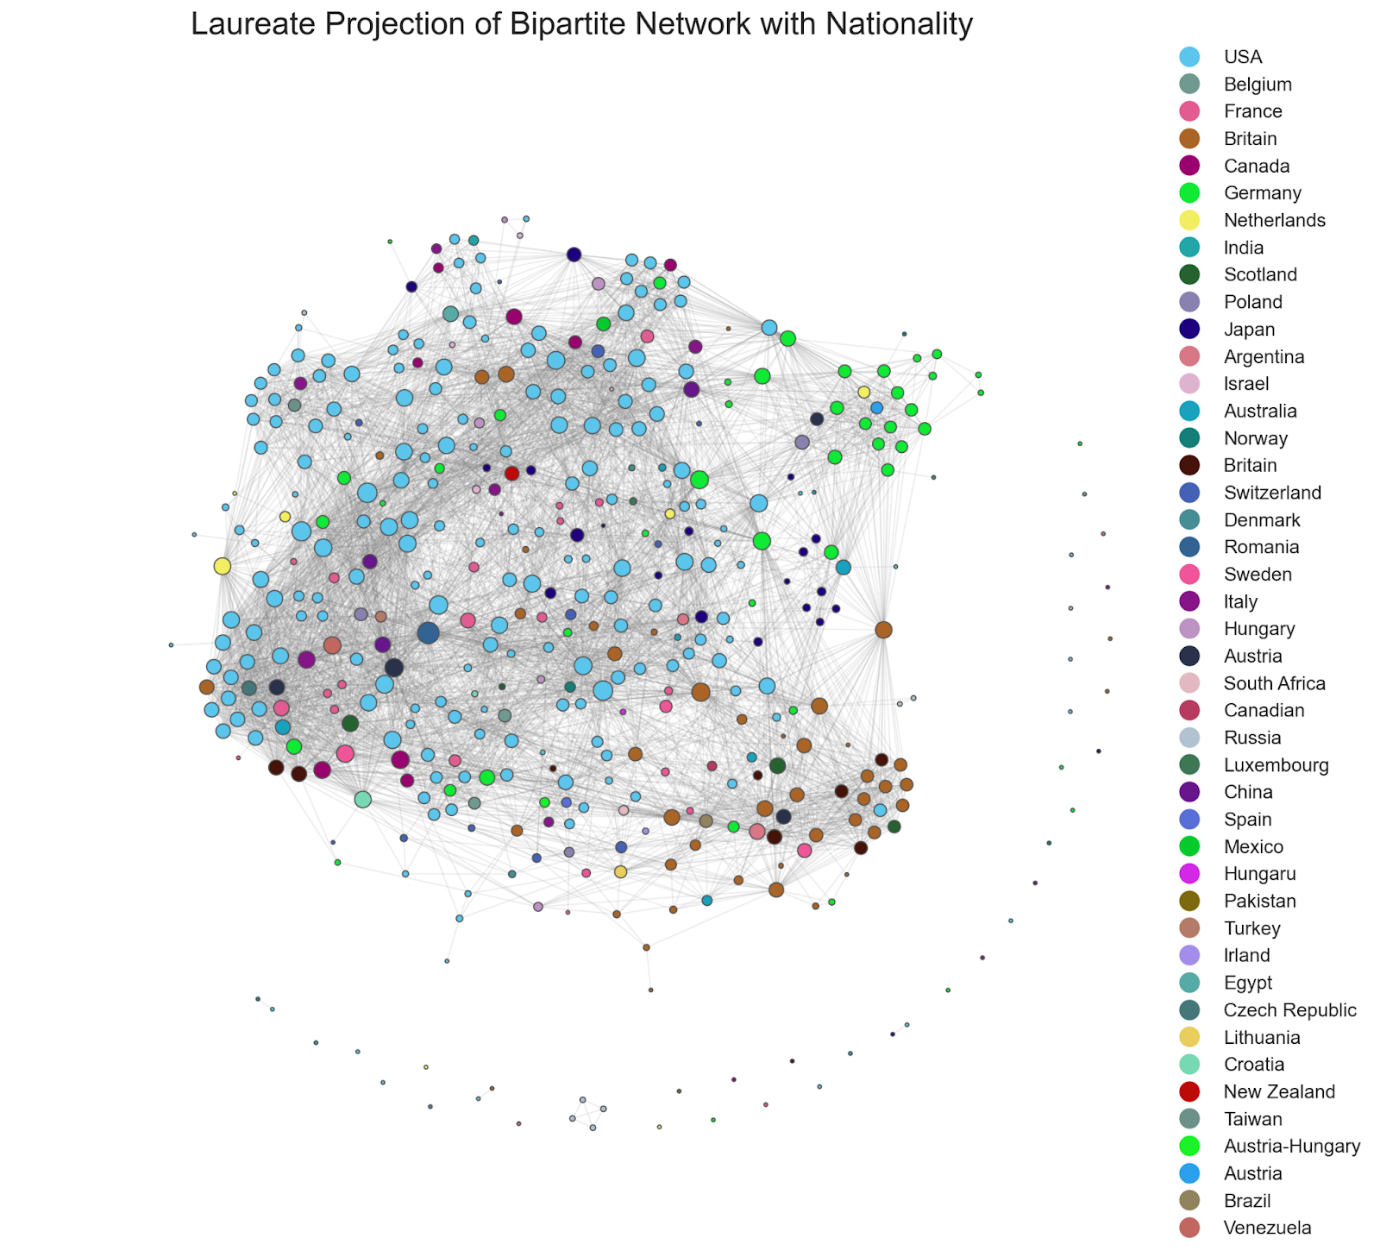 Laureate Projection of Bipartite Network with Nationality
USA
Belgium
France
Britain
Canada
Germany
Netherlands
India
Scotland
Poland
Japan
Argentina
Israel
Australia
Norway
Britain
Switzerland
Denmark
Romania
Sweden
Italy
Hungary
Austria
South Africa
Canadian
Russia
Luxembourg
China
Spain
Mexico
Hungaru
Pakistan
Turkey
Irland
Egypt
Czech Republic
Lithuania
Croatia
New Zealand
Taiwan
Austria-Hungary
Austria
Brazil
Venezuela